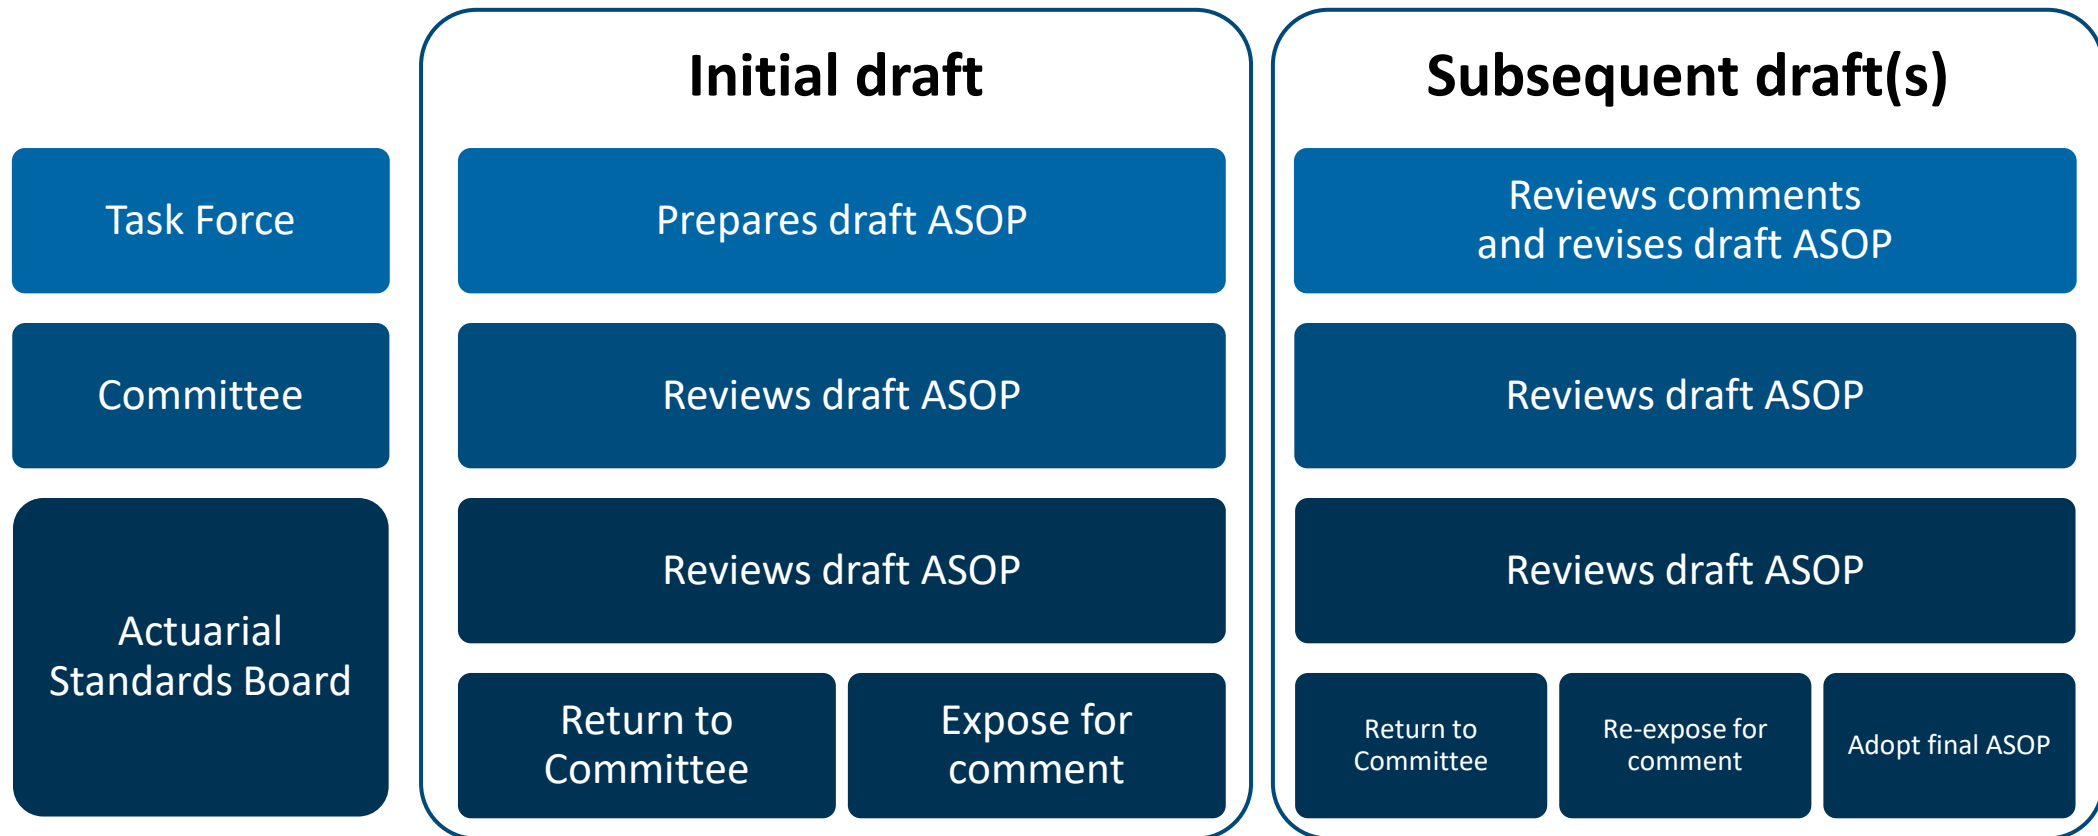 Initial draft
Subsequent draft(s)
Task Force
Prepares draft ASOP
Reviews comments
and revises draft ASOP
Committee
Reviews draft ASOP
Reviews draft ASOP
Actuarial
Standards Board
Reviews draft ASOP
Reviews draft ASOP
Return to
Committee
Expose for
comment
Return to
Committee
Re-expose for
comment
Adopt final ASOP